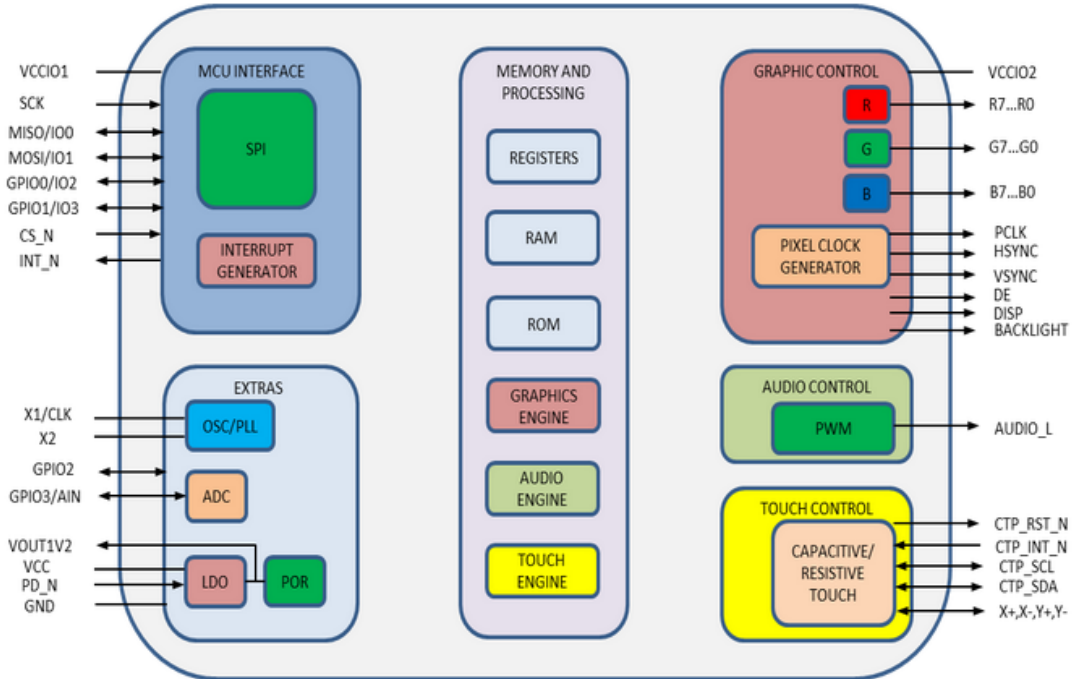 VCCIO1
SCK
MISO/IO0
MOSI/IO1
GPIO0/IO2
GPIO1/IO3
CS_N
INT_N
MCU INTERFACE
SPI
INTERRUPT
GENERATOR
X1/CLK
X2
GPIO2
GPIO3/AIN
VOUT1V2
VCC
PD_N
GND
EXTRAS
OSC/PLL
ADC
LDO
POR
MEMORY AND
PROCESSING
REGISTERS
RAM
ROM
GRAPHICS
ENGINE
AUDIO
ENGINE
TOUCH
ENGINE
GRAPHIC CONTROL
R
G
B
PIXEL CLOCK
GENERATOR
VCCIO2
R7...R0
G7...G0
B7...B0
PCLK
HSYNC
VSYNC
DE
DISP
BACKLIGHT
AUDIO CONTROL
PWM
AUDIO_L
TOUCH CONTROL
CAPACITIVE/
RESISTIVE
TOUCH
CTP_RST_N
CTP_INT_N
CTP_SCL
CTP_SDA
X+,X-,Y+,Y-